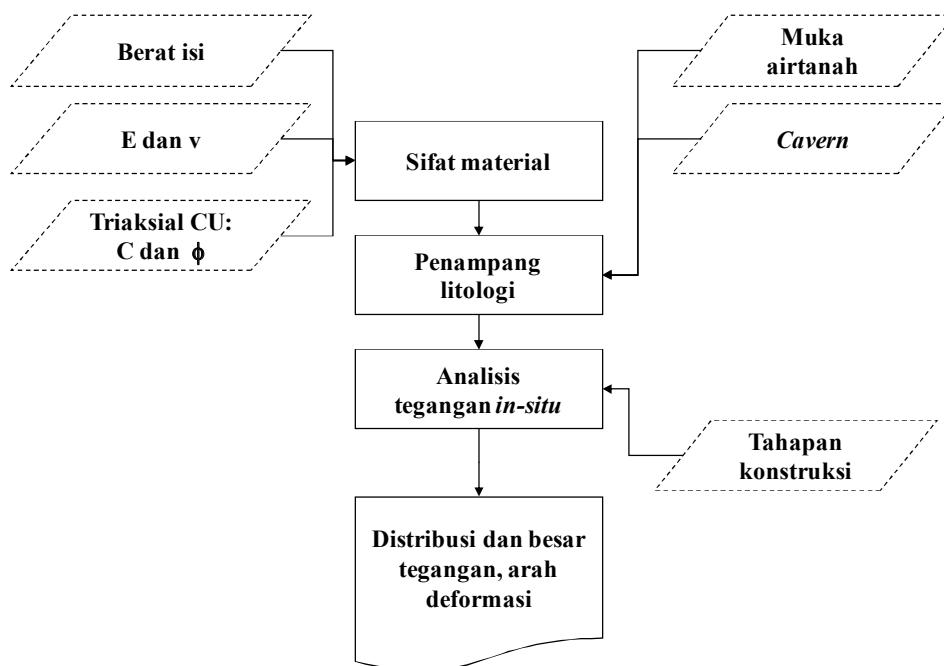 Berat isi
E dan v
Triaksial CU:
C dan ϕ
Muka
airtanah
Cavern
Sifat material
Penampang
litologi
Analisis
tegangan in-situ
Tahapan
konstruksi
Distribusi dan besar
tegangan, arah
deformasi